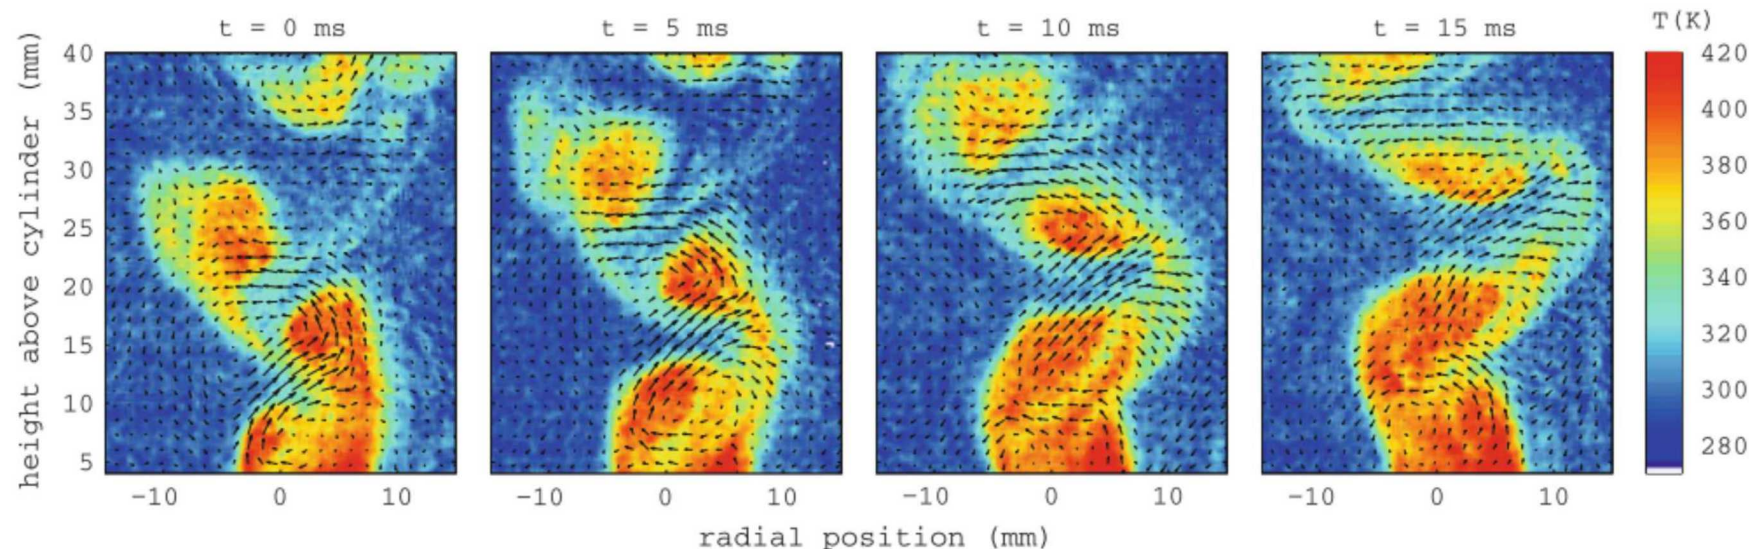 t = 0 ms
t = 5 ms
t = 10 ms
t = 15 ms
T(K)
height above cylinder (mm)
40
35
30
25
20
15
10
5
−10 0 10
−10 0 10
−10 0 10
−10 0 10
radial position (mm)
420
400
380
360
340
320
300
280